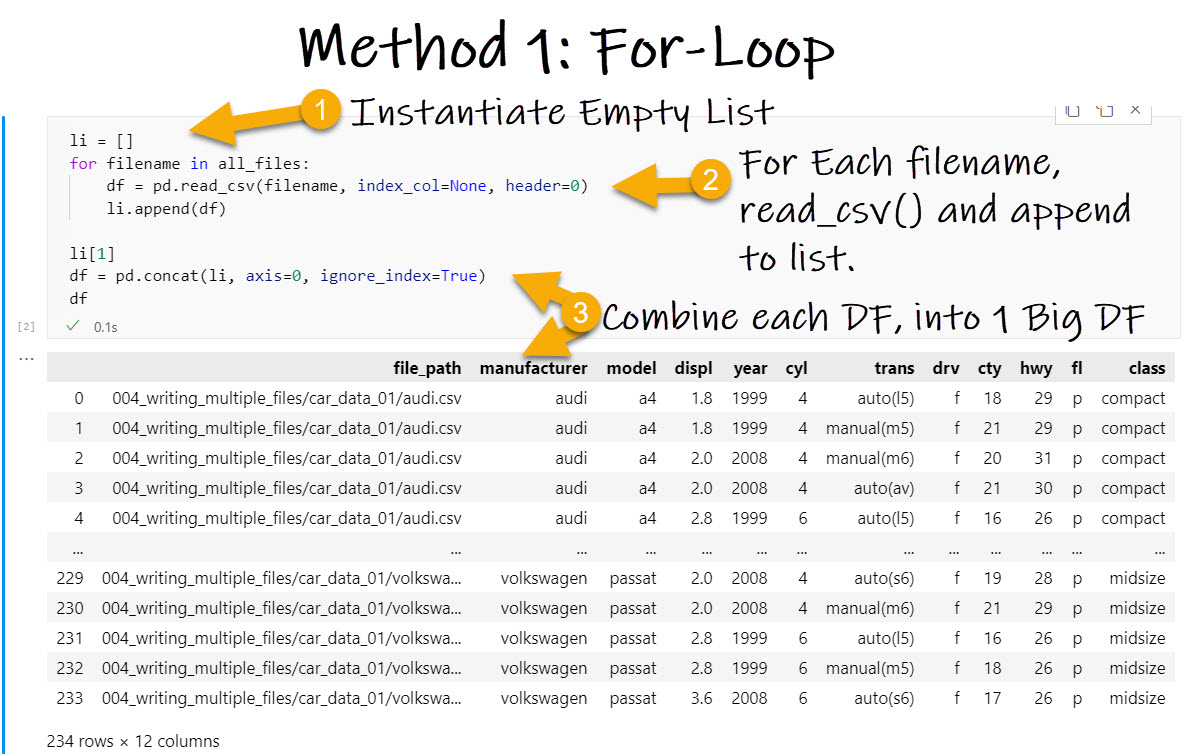 Method 1: For-Loop
1 Instantiate Empty List
li = []
for filename in all_files:
df = pd.read_csv(filename, index_col=None, header=0)
li.append(df)
2 For Each filename,
read_csv() and append
to list.
li[1]
df = pd.concat(li, axis=0, ignore_index=True)
df
3 Combine each DF, into 1 Big DF
[2] ✓ 0.1s
...
file_path manufacturer model displ year cyl trans drv cty hwy fl class
0 004_writing_multiple_files/car_data_01/audi.csv audi a4 1.8 1999 4 auto(l5) f 18 29 p compact
1 004_writing_multiple_files/car_data_01/audi.csv audi a4 1.8 1999 4 manual(m5) f 21 29 p compact
2 004_writing_multiple_files/car_data_01/audi.csv audi a4 2.0 2008 4 manual(m6) f 20 31 p compact
3 004_writing_multiple_files/car_data_01/audi.csv audi a4 2.0 2008 4 auto(av) f 21 30 p compact
4 004_writing_multiple_files/car_data_01/audi.csv audi a4 2.8 1999 6 auto(l5) f 16 26 p compact
... ... ... ... ... ... ... ... ... ... ... ... ...
229 004_writing_multiple_files/car_data_01/volkswa... volkswagen passat 2.0 2008 4 auto(s6) f 19 28 p midsize
230 004_writing_multiple_files/car_data_01/volkswa... volkswagen passat 2.0 2008 4 manual(m6) f 21 29 p midsize
231 004_writing_multiple_files/car_data_01/volkswa... volkswagen passat 2.8 1999 6 auto(l5) f 16 26 p midsize
232 004_writing_multiple_files/car_data_01/volkswa... volkswagen passat 2.8 1999 6 manual(m5) f 18 26 p midsize
233 004_writing_multiple_files/car_data_01/volkswa... volkswagen passat 3.6 2008 6 auto(s6) f 17 26 p midsize
234 rows × 12 columns